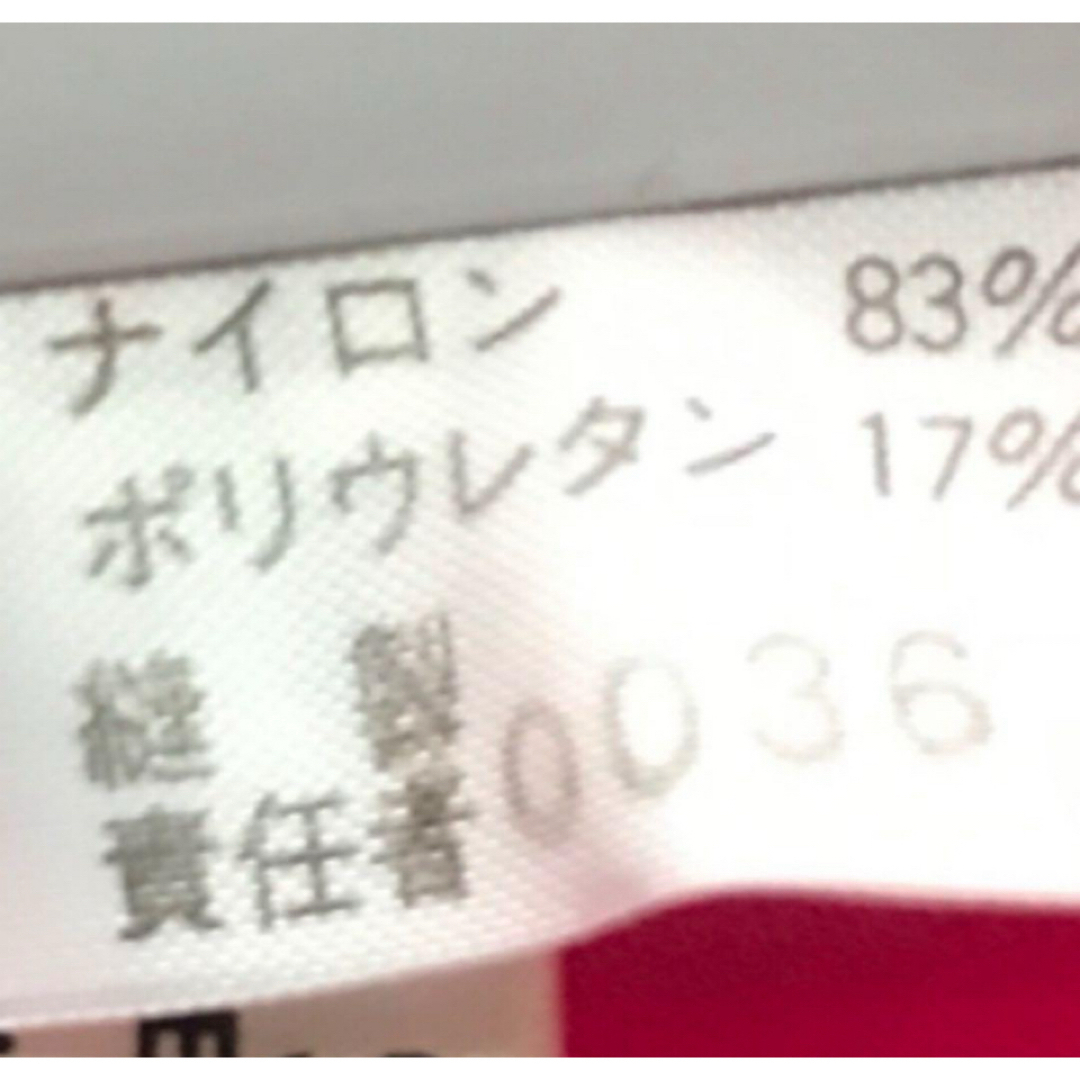 ナイロン 83%
ポリウレタン 17%
縫製 0036
責任者